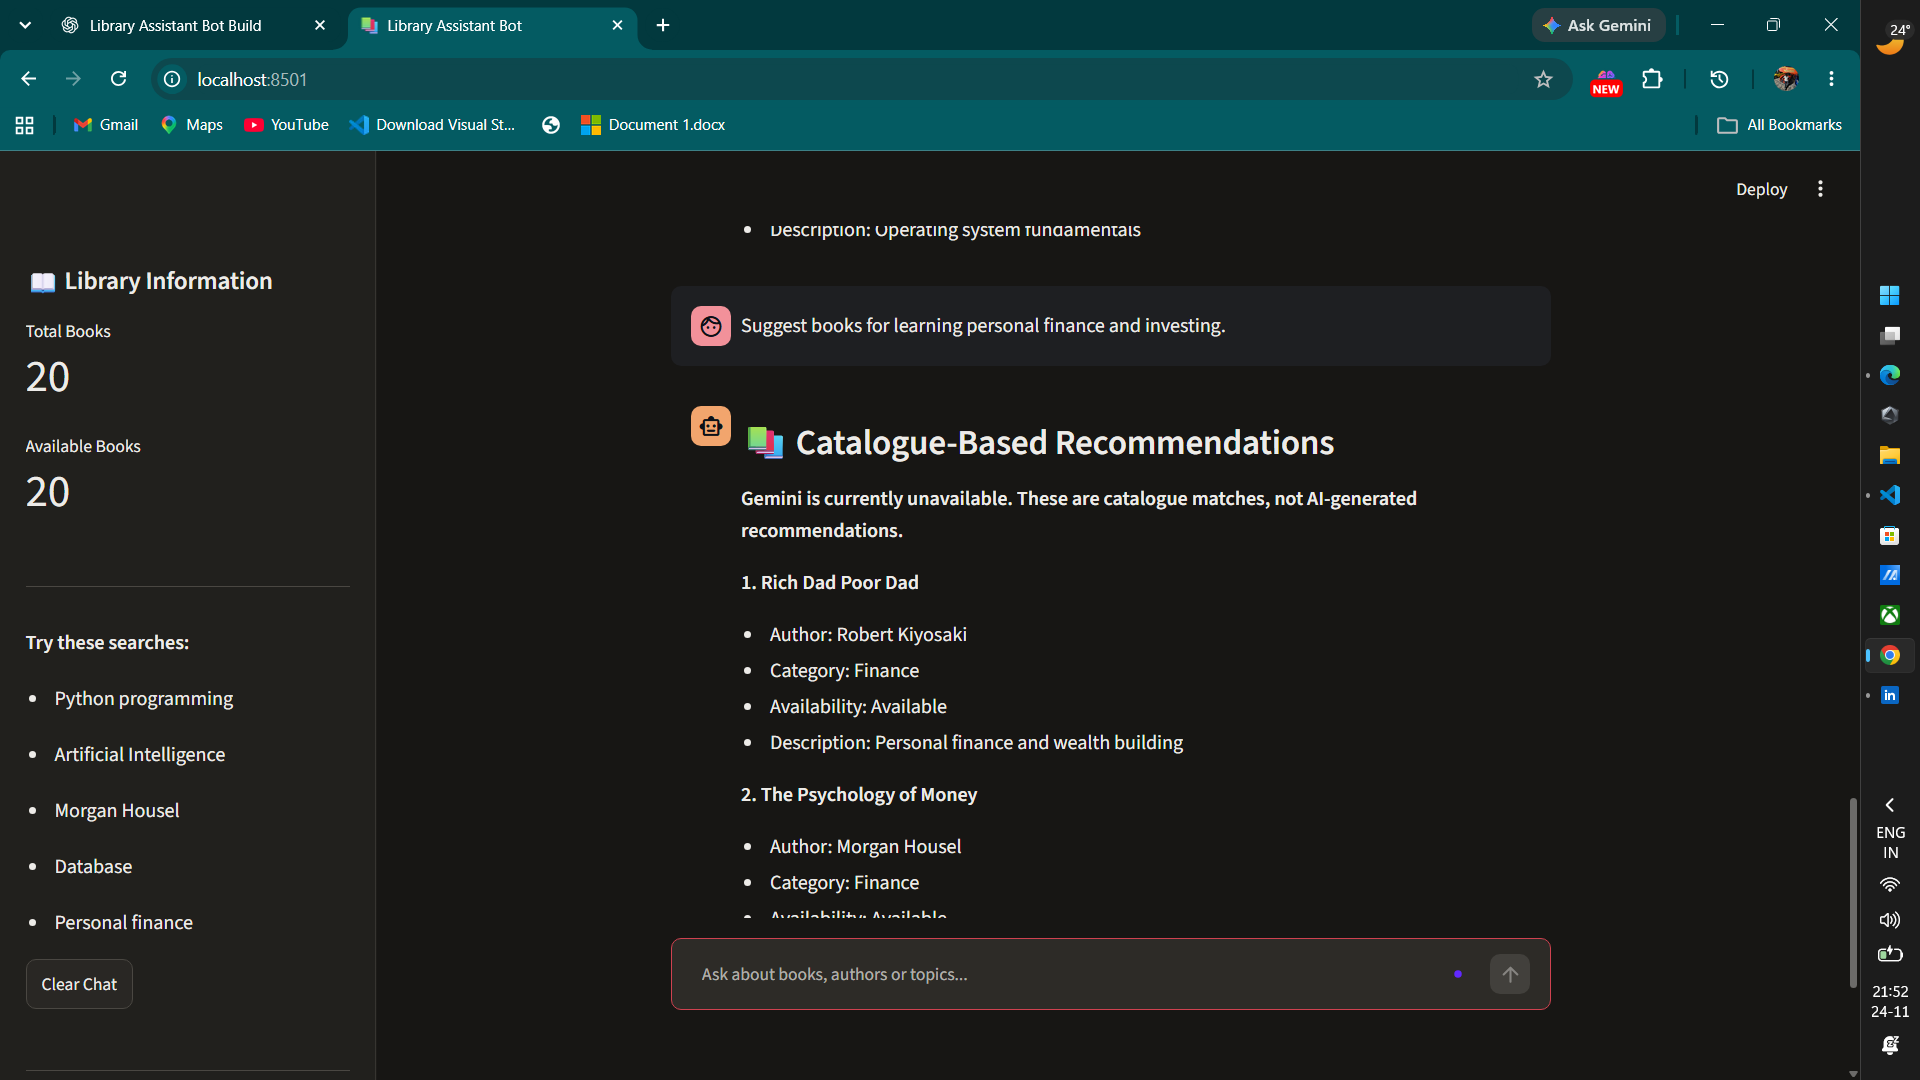 Library Assistant Bot Build
Library Assistant Bot
Ask Gemini
24°
localhost:8501
NEW
Gmail
Maps
YouTube
Download Visual St...
Document 1.docx
All Bookmarks
Deploy
Description: Operating system fundamentals
Library Information
Total Books
20
Available Books
20
Try these searches:
Python programming
Artificial Intelligence
Morgan Housel
Database
Personal finance
Clear Chat
Suggest books for learning personal finance and investing.
Catalogue-Based Recommendations
Gemini is currently unavailable. These are catalogue matches, not AI-generated
recommendations.
1. Rich Dad Poor Dad
Author: Robert Kiyosaki
Category: Finance
Availability: Available
Description: Personal finance and wealth building
2. The Psychology of Money
Author: Morgan Housel
Category: Finance
Availability: Available
Ask about books, authors or topics...
in
ENG
IN
21:52
24-11